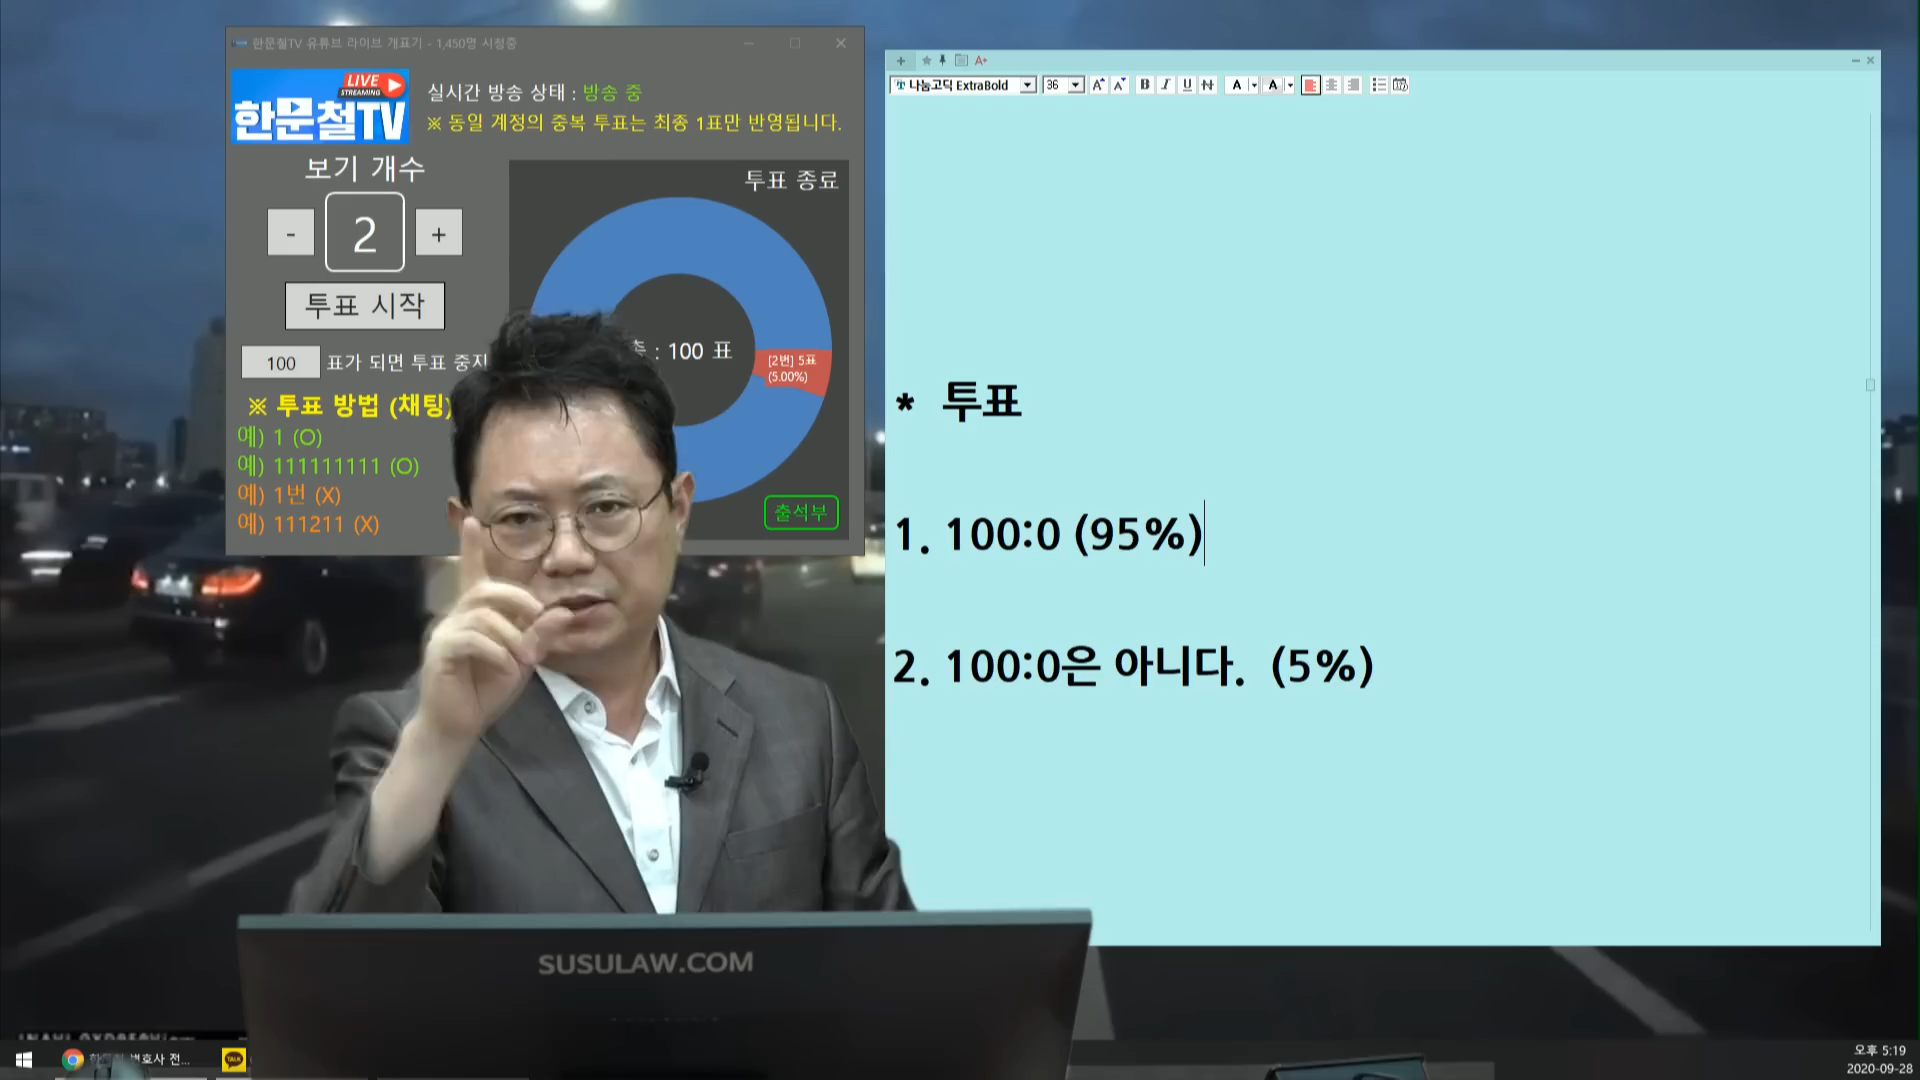 한문철TV 유튜브 라이브 개표기 - 1,450명 시청중
LIVE
STREAMING
한문철TV
실시간 방송 상태 : 방송 중
※ 동일 계정의 중복 투표는 최종 1표만 반영됩니다.
보기 개수
- 2 +
투표 시작
100 표가 되면 투표 중지
※ 투표 방법 (채팅)
예) 1 (O)
예) 111111111 (O)
예) 1번 (X)
예) 111211 (X)
투표 종료
: 100 표
[2번] 5표
(5.00%)
출석부
나눔고딕 ExtraBold 36
* 투표
1. 100:0 (95%)
2. 100:0은 아니다. (5%)
SUSULAW.COM
변호사 전...
TALK
오후 5:19
2020-09-28